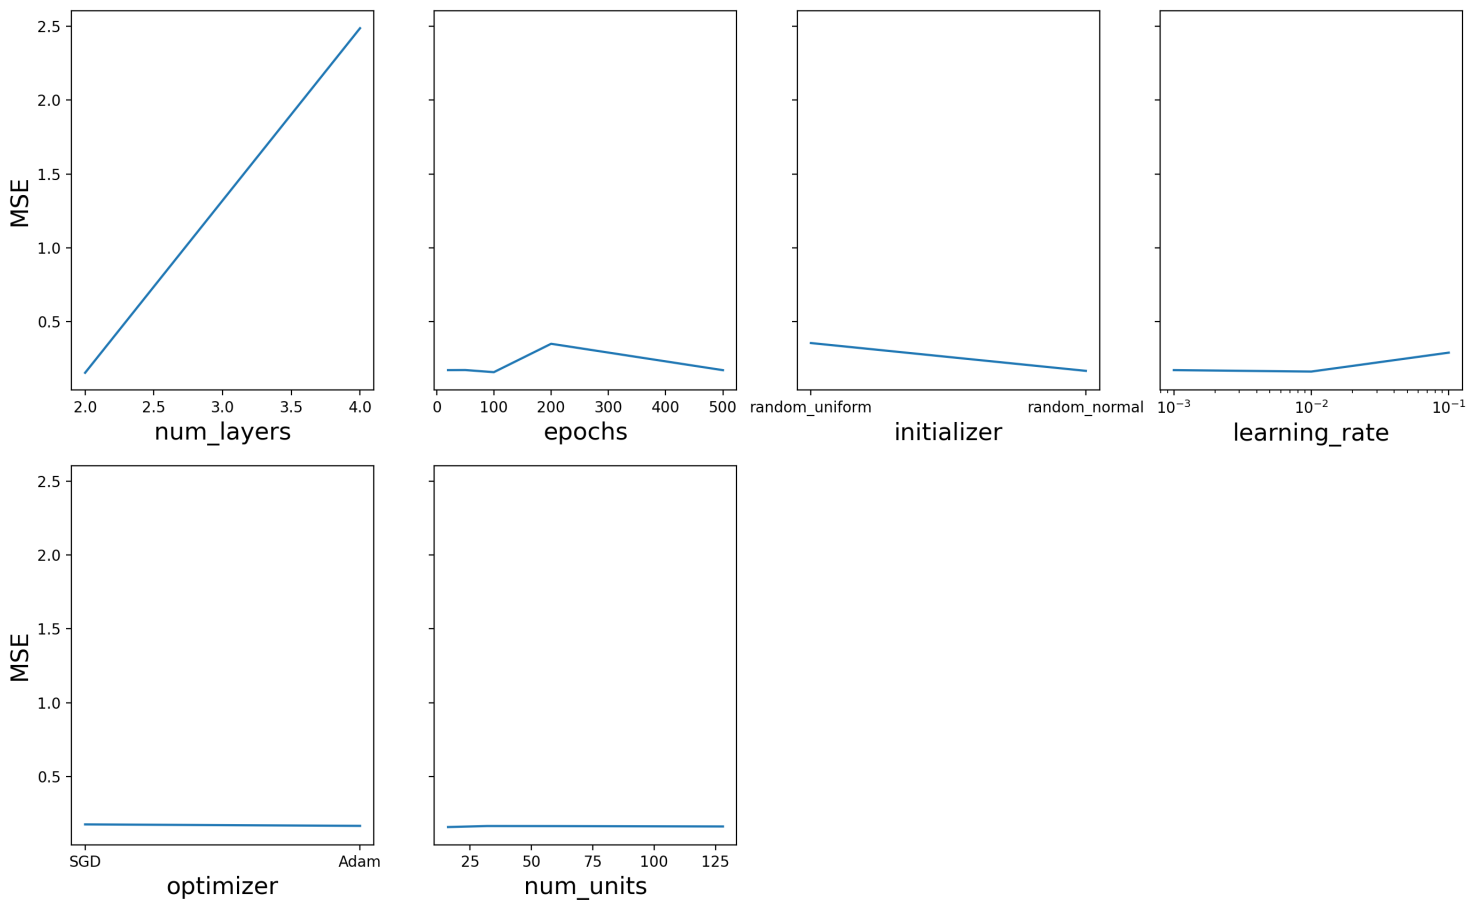 MSE
2.5
2.0
1.5
1.0
0.5
2.0 2.5 3.0 3.5 4.0
num_layers
0 100 200 300 400 500
epochs
random_uniform random_normal
initializer
10⁻³ 10⁻² 10⁻¹
learning_rate
MSE
2.5
2.0
1.5
1.0
0.5
SGD Adam
optimizer
25 50 75 100 125
num_units